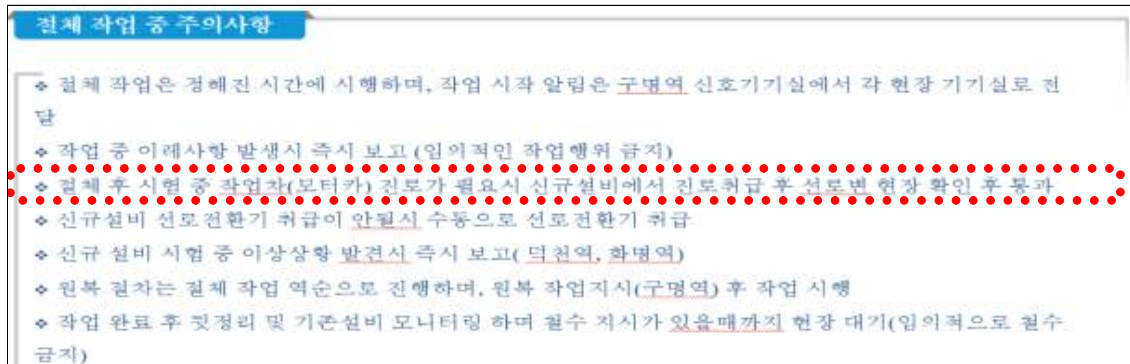 절체 작업 중 주의사항
❖ 절체 작업은 정해진 시간에 시행하며, 작업 시작 알림은 구명역 신호기기실에서 각 현장 기기실로 전
달
❖ 작업 중 이례사항 발생시 즉시 보고 (임의적인 작업행위 금지)
❖ 절체 후 시험 중 작업차(모터카) 진로가 필요시 신규설비에서 진로취급 후 선로변 현장 확인 후 통과
❖ 신규설비 선로전환기 취급이 안될시 수동으로 선로전환기 취급
❖ 신규 설비 시험 중 이상상황 발견시 즉시 보고( 덕천역, 화명역)
❖ 원복 절차는 절체 작업 역순으로 진행하며, 원복 작업지시(구명역) 후 작업 시행
❖ 작업 완료 후 뒷정리 및 기존설비 모니터링 하며 철수 지시가 있을때까지 현장 대기(임의적으로 철수
금지)